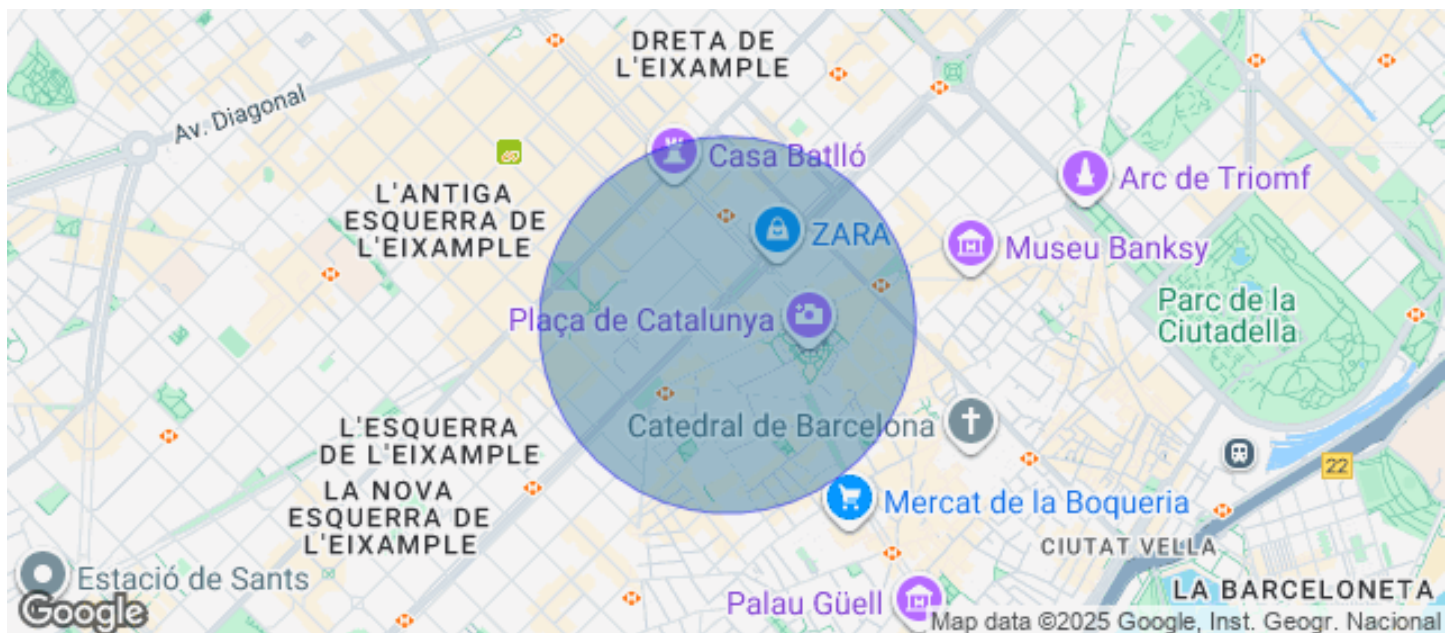 DRETA DE
L'EIXAMPLE
Av. Diagonal
Casa Batlló
Arc de Triomf
L'ANTIGA
ESQUERRA DE
L'EIXAMPLE
ZARA
Museu Banksy
Plaça de Catalunya
Parc de la
Ciutadella
L'ESQUERRA
DE L'EIXAMPLE
Catedral de Barcelona
22
LA NOVA
ESQUERRA DE
L'EIXAMPLE
Mercat de la Boqueria
CIUTAT VELLA
Estació de Sants
LA BARCELONETA
Palau Güell
Google
Map data ©2025 Google, Inst. Geogr. Nacional